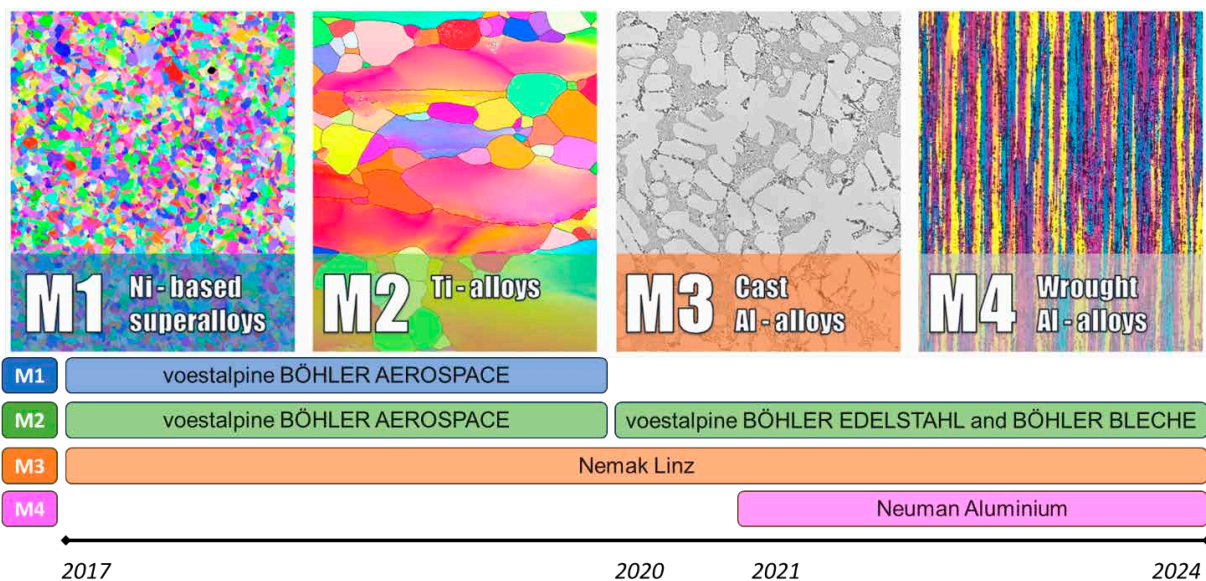 M1
Ni - based
superalloys
M2
Ti - alloys
M3
Cast
Al - alloys
M4
Wrought
Al - alloys
M1
voestalpine BÖHLER AEROSPACE
M2
voestalpine BÖHLER AEROSPACE
voestalpine BÖHLER EDELSTAHL and BÖHLER BLECHE
M3
Nemak Linz
M4
Neuman Aluminium
2017
2020
2021
2024